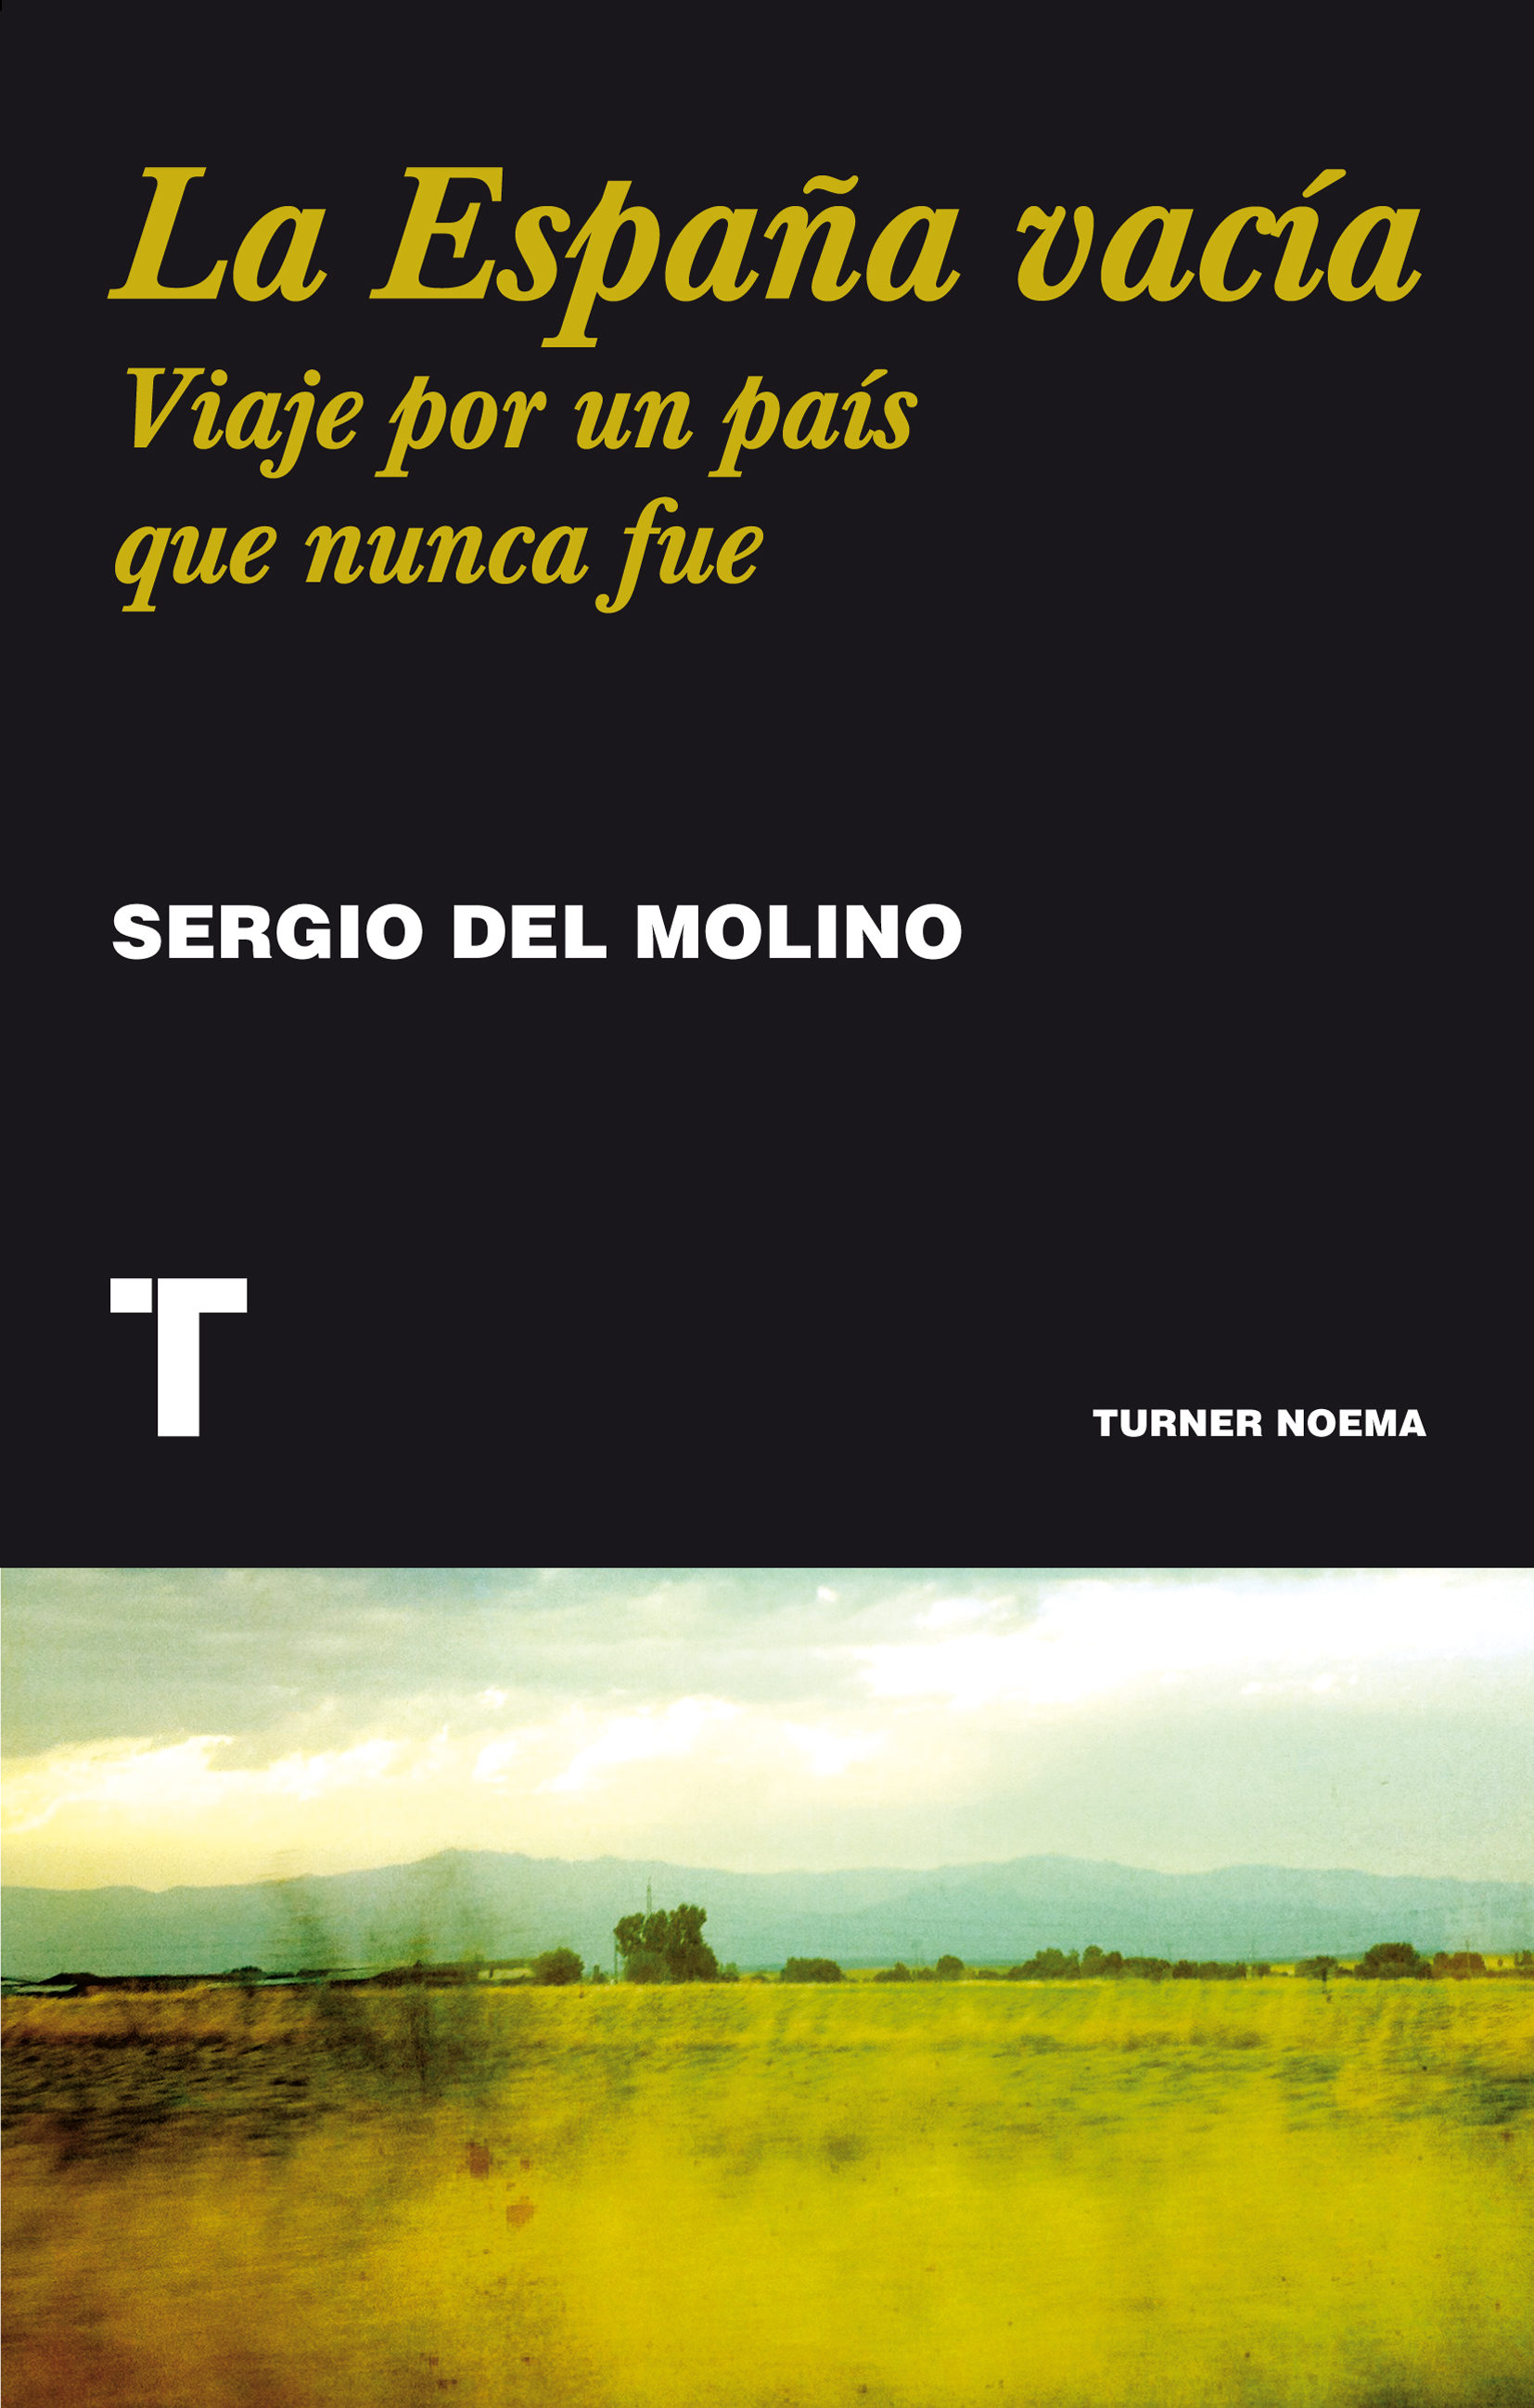 La España vacía
Viaje por un país
que nunca fue
SERGIO DEL MOLINO
T
TURNER NOEMA